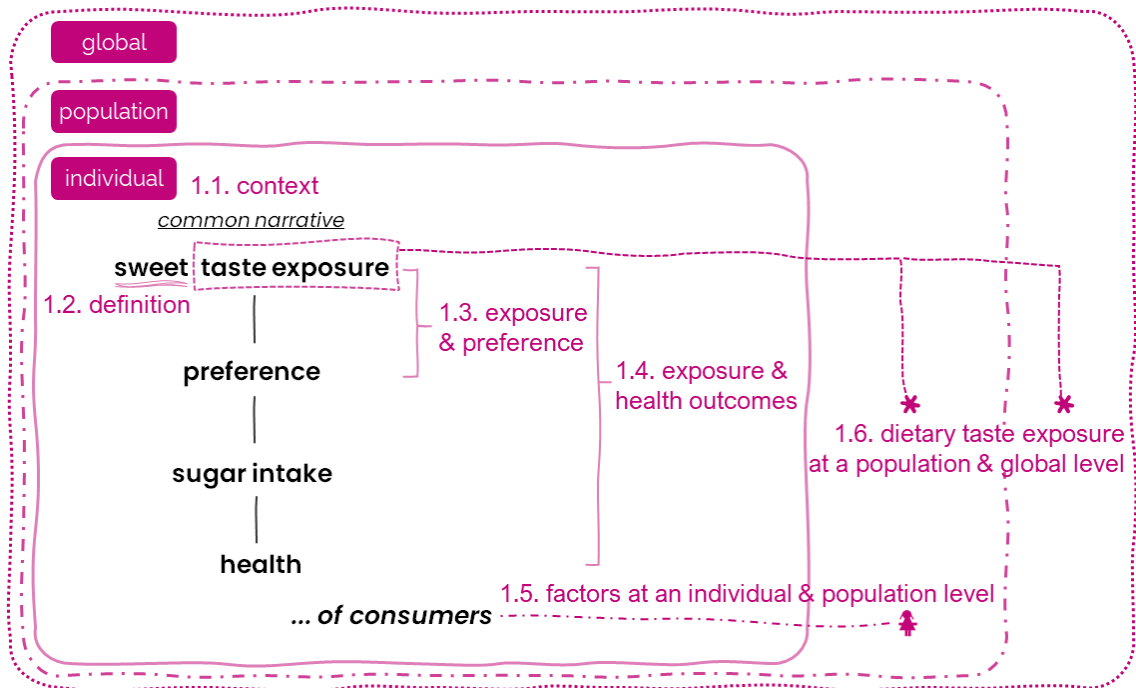 global
population
individual
1.1. context
common narrative
sweet taste exposure
1.2. definition
1.3. exposure
& preference
preference
1.4. exposure &
health outcomes
1.6. dietary taste exposure
at a population & global level
sugar intake
health
1.5. factors at an individual & population level
... of consumers